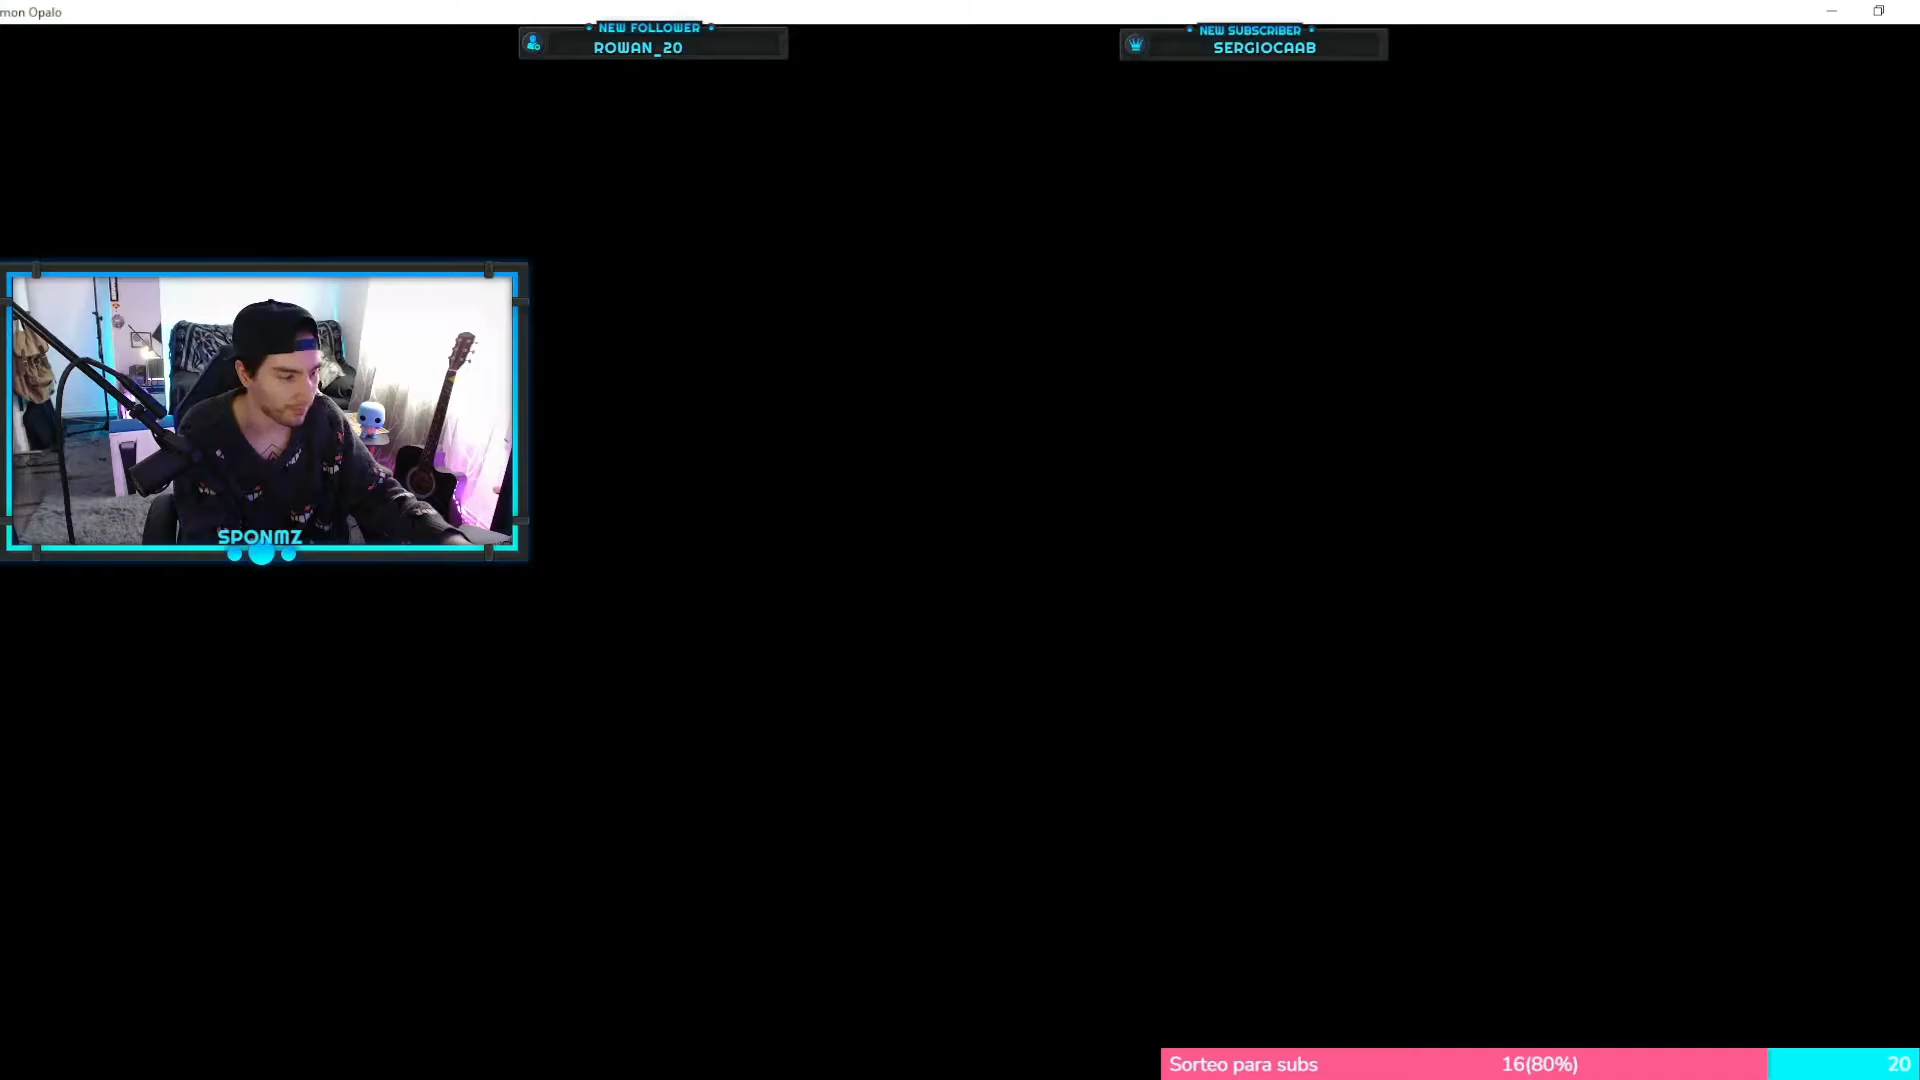 mon Opalo
NEW FOLLOWER
ROWAN_20
NEW SUBSCRIBER
SERGIOCAAB
SPONMZ
Sorteo para subs 16(80%) 20